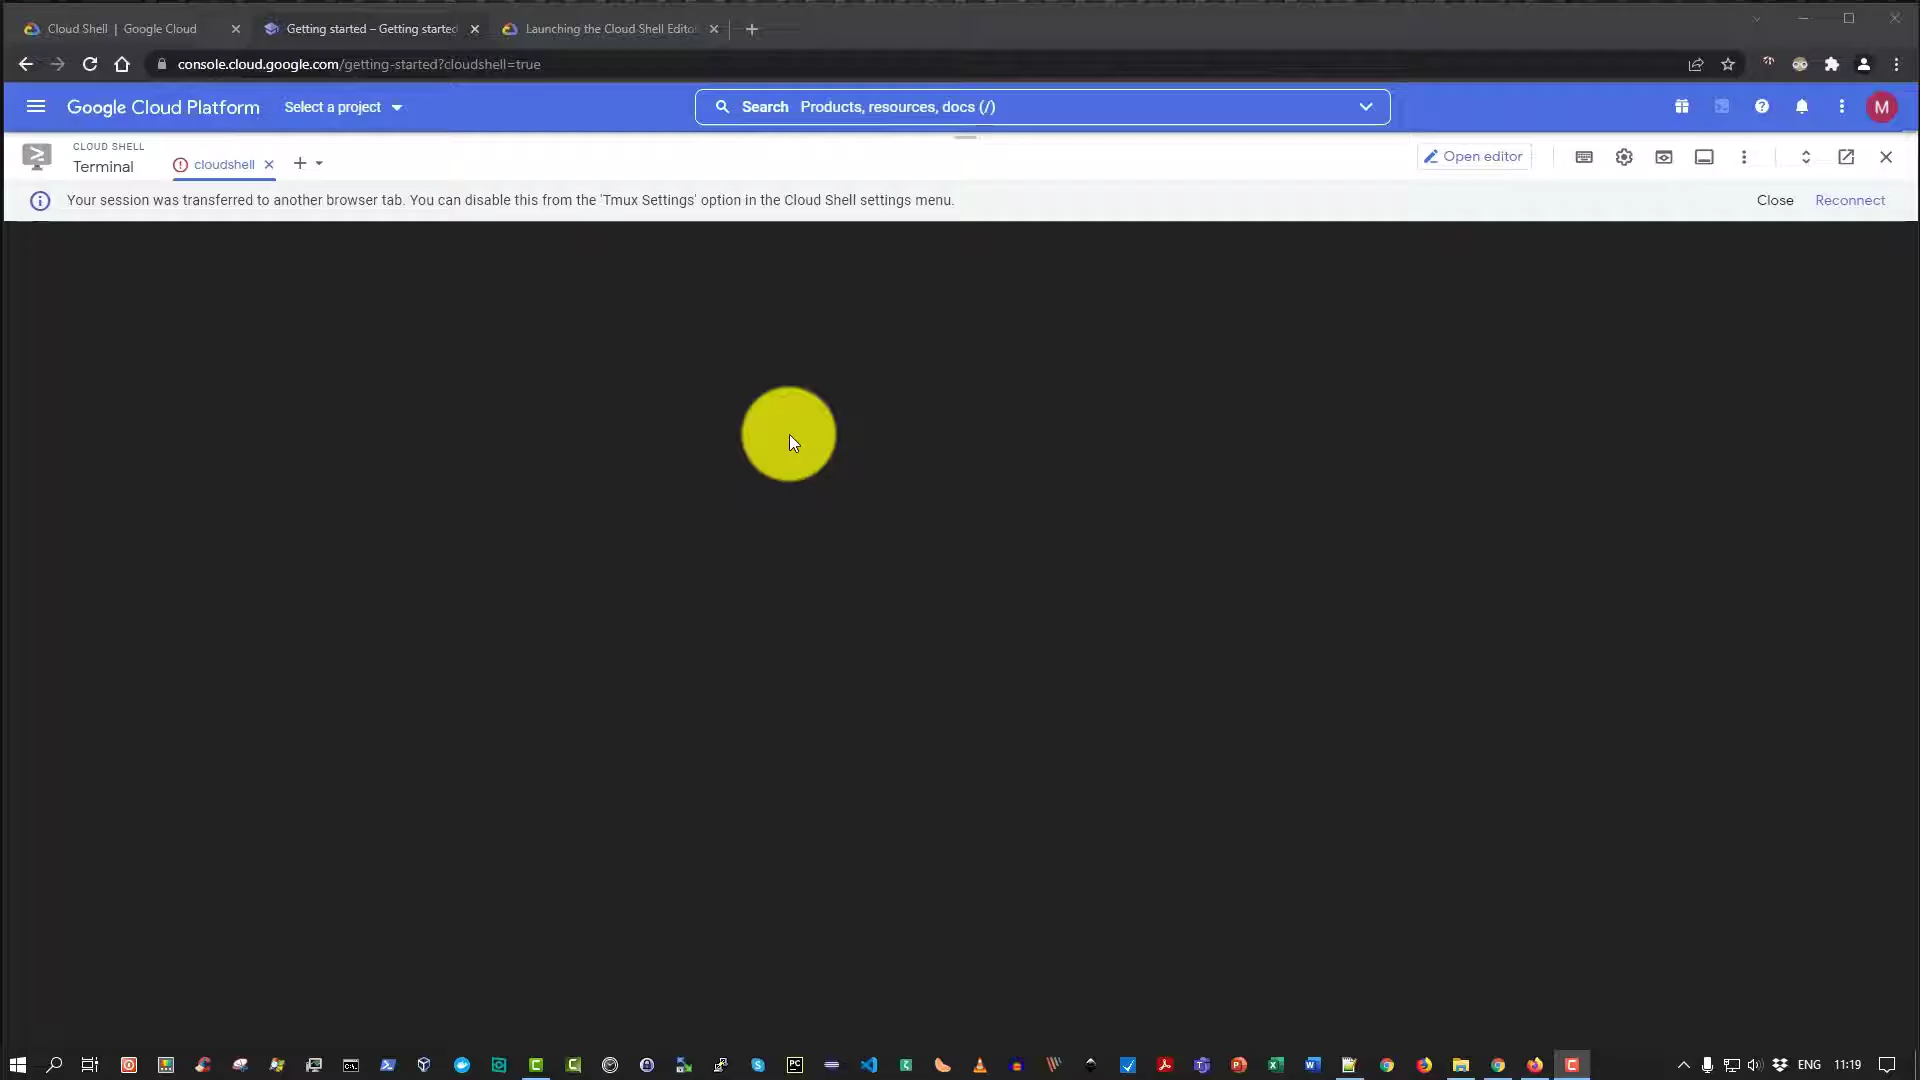 Cloud Shell | Google Cloud
Getting started – Getting started
Launching the Cloud Shell Edito
console.cloud.google.com/getting-started?cloudshell=true
Google Cloud Platform
Select a project
Search Products, resources, docs (/)
M
CLOUD SHELL
Terminal
cloudshell
Open editor
Your session was transferred to another browser tab. You can disable this from the 'Tmux Settings' option in the Cloud Shell settings menu.
Close
Reconnect
ENG
11:19